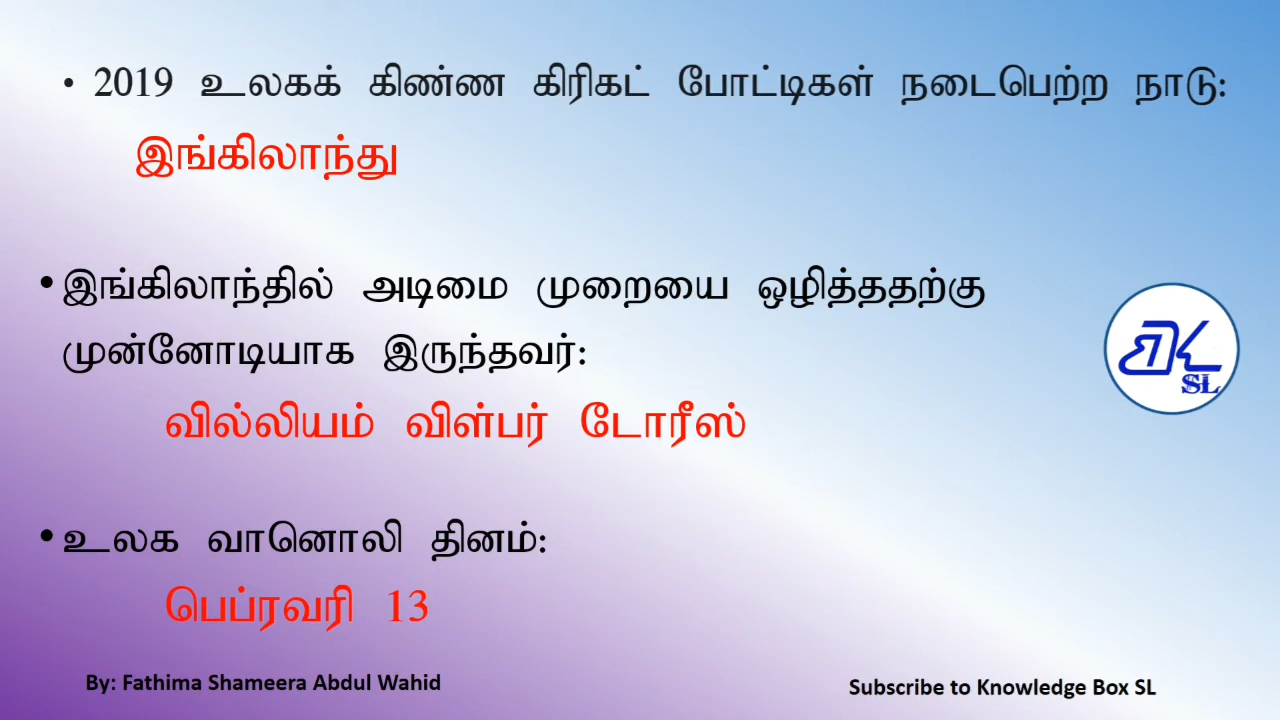 • 2019 உலகக் கிண்ண கிரிகட் போட்டிகள் நடைபெற்ற நாடு:
இங்கிலாந்து
• இங்கிலாந்தில் அடிமை முறையை ஒழித்ததற்கு
முன்னோடியாக இருந்தவர்:
வில்லியம் விள்பர் டோரீஸ்
SL
• உலக வானொலி தினம்:
பெப்ரவரி 13
By: Fathima Shameera Abdul Wahid
Subscribe to Knowledge Box SL